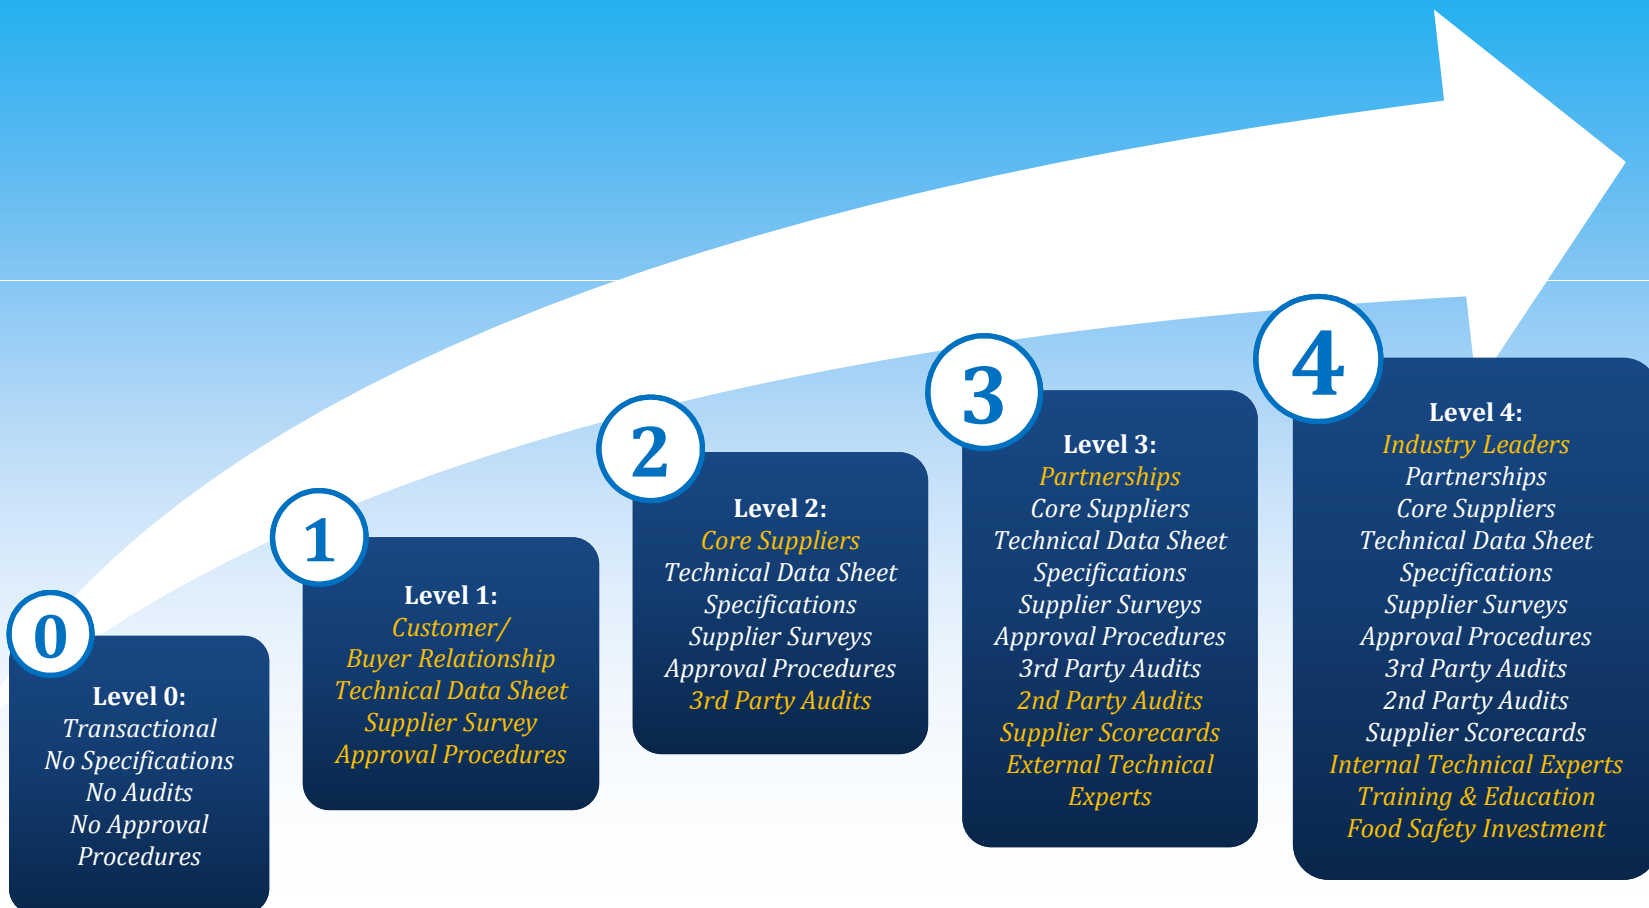 0
Level 0:
Transactional
No Specifications
No Audits
No Approval
Procedures
1
Level 1:
Customer/
Buyer Relationship
Technical Data Sheet
Supplier Survey
Approval Procedures
2
Level 2:
Core Suppliers
Technical Data Sheet
Specifications
Supplier Surveys
Approval Procedures
3rd Party Audits
3
Level 3:
Partnerships
Core Suppliers
Technical Data Sheet
Specifications
Supplier Surveys
Approval Procedures
3rd Party Audits
2nd Party Audits
Supplier Scorecards
External Technical
Experts
4
Level 4:
Industry Leaders
Partnerships
Core Suppliers
Technical Data Sheet
Specifications
Supplier Surveys
Approval Procedures
3rd Party Audits
2nd Party Audits
Supplier Scorecards
Internal Technical Experts
Training & Education
Food Safety Investment